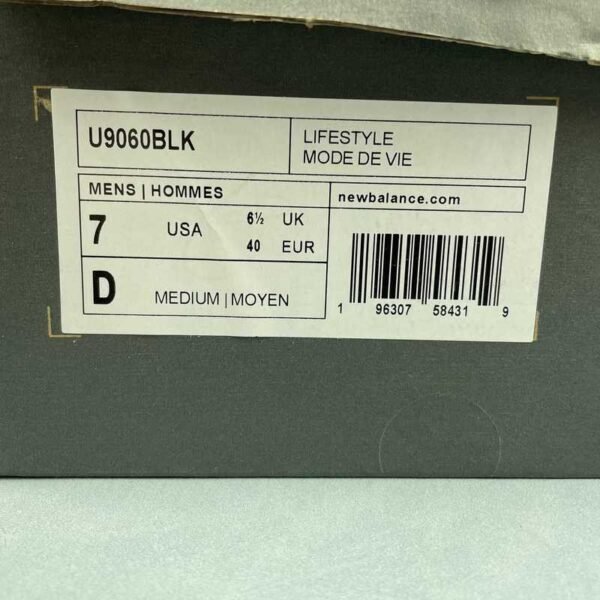 U9060BLK
LIFESTYLE
MODE DE VIE
MENS | HOMMES
newbalance.com
7 USA 6½ UK
40 EUR
D MEDIUM | MOYEN
1 96307 58431 9